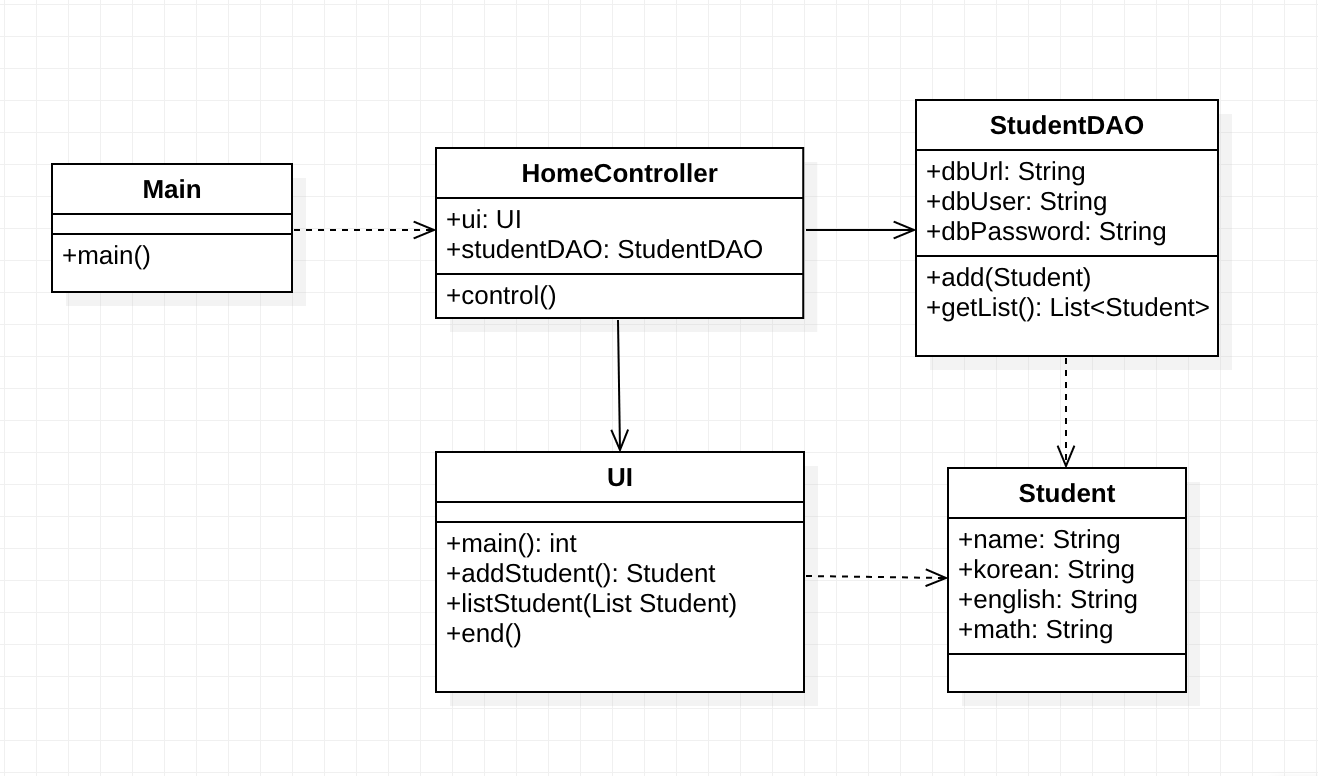 Main
+main()
HomeController
+ui: UI
+studentDAO: StudentDAO
+control()
StudentDAO
+dbUrl: String
+dbUser: String
+dbPassword: String
+add(Student)
+getList(): List<Student>
UI
+main(): int
+addStudent(): Student
+listStudent(List Student)
+end()
Student
+name: String
+korean: String
+english: String
+math: String